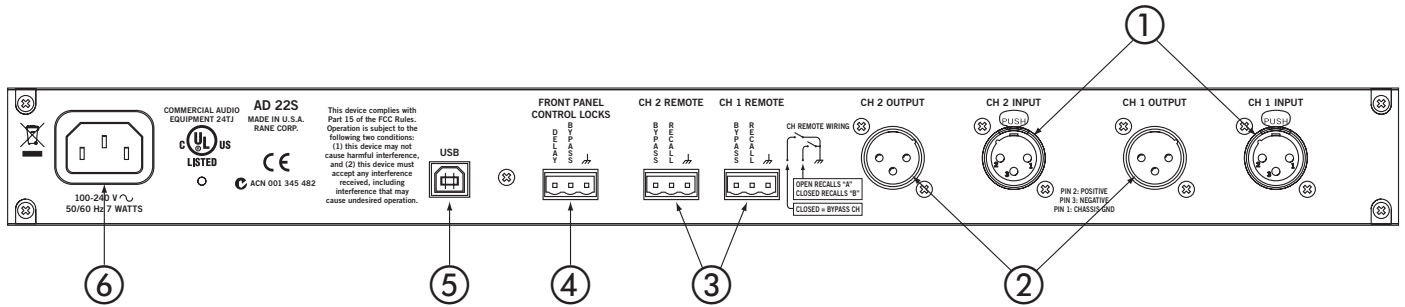 1
COMMERCIAL AUDIO
EQUIPMENT 24TJ
C UL US
LISTED
AD 22S
MADE IN U.S.A.
RANE CORP.
CE
ACN 001 345 482
100-240 V
50/60 Hz 7 WATTS
This device complies with
Part 15 of the FCC Rules.
Operation is subject to the
following two conditions:
(1) this device may not
cause harmful interference,
and (2) this device must
accept any interference
received, including
interference that may
cause undesired operation.
USB
FRONT PANEL
CONTROL LOCKS
DELAY
BYPASS
CH 2 REMOTE
BYPASS
RECALL
CH 1 REMOTE
BYPASS
RECALL
CH REMOTE WIRING
OPEN RECALLS "A"
CLOSED RECALLS "B"
CLOSED = BYPASS CH
CH 2 OUTPUT
CH 2 INPUT
PUSH
2
1
3
CH 1 OUTPUT
PIN 2: POSITIVE
PIN 3: NEGATIVE
PIN 1: CHASSIS GND
CH 1 INPUT
PUSH
2
1
3
6
5
4
3
2